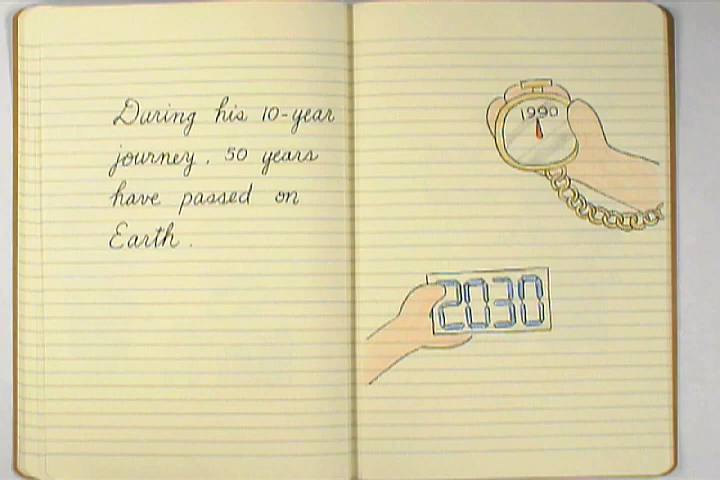 During his 10-year
journey, 50 years
have passed on
Earth.
1990
2030